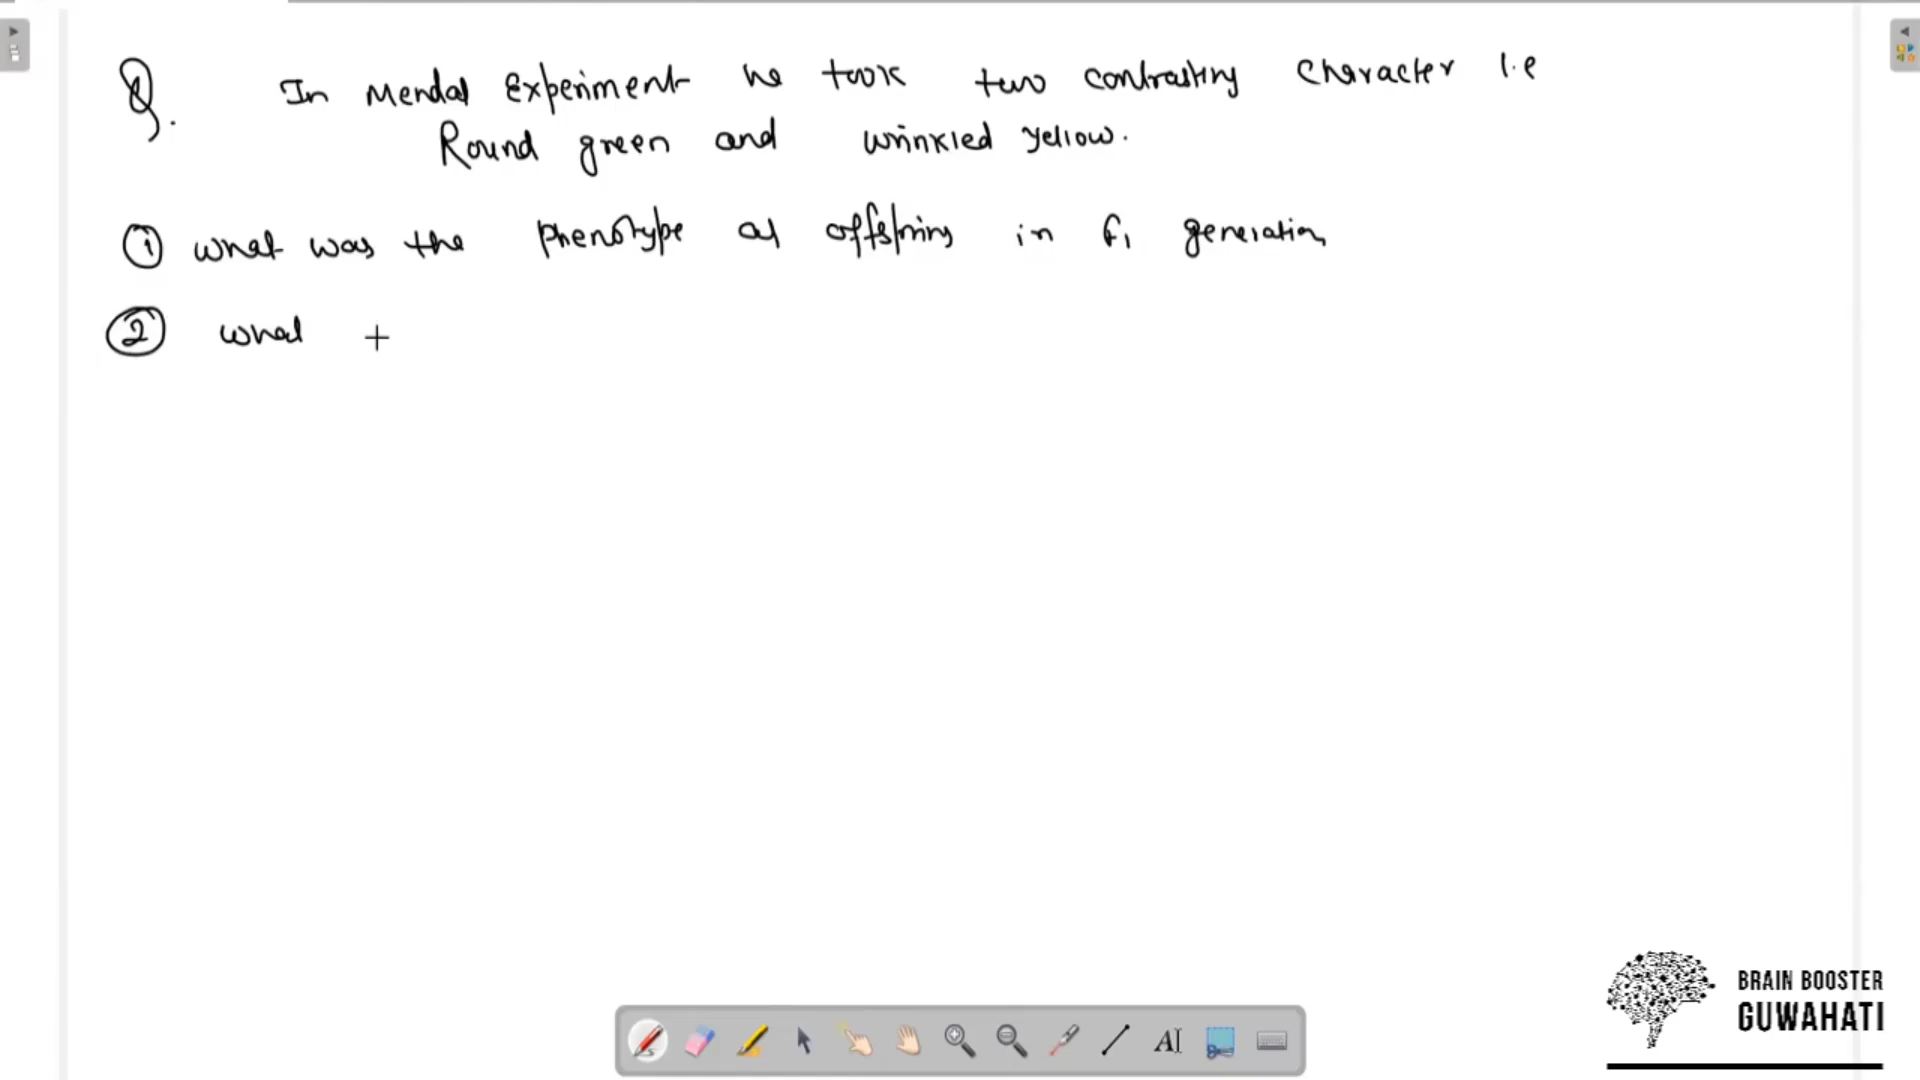 Q. In Mendal Experiment he took two contrasting character i.e
Round green and wrinkled yellow.
① what was the phenotype of offspring in F1 generation
② what t
BRAIN BOOSTER
GUWAHATI